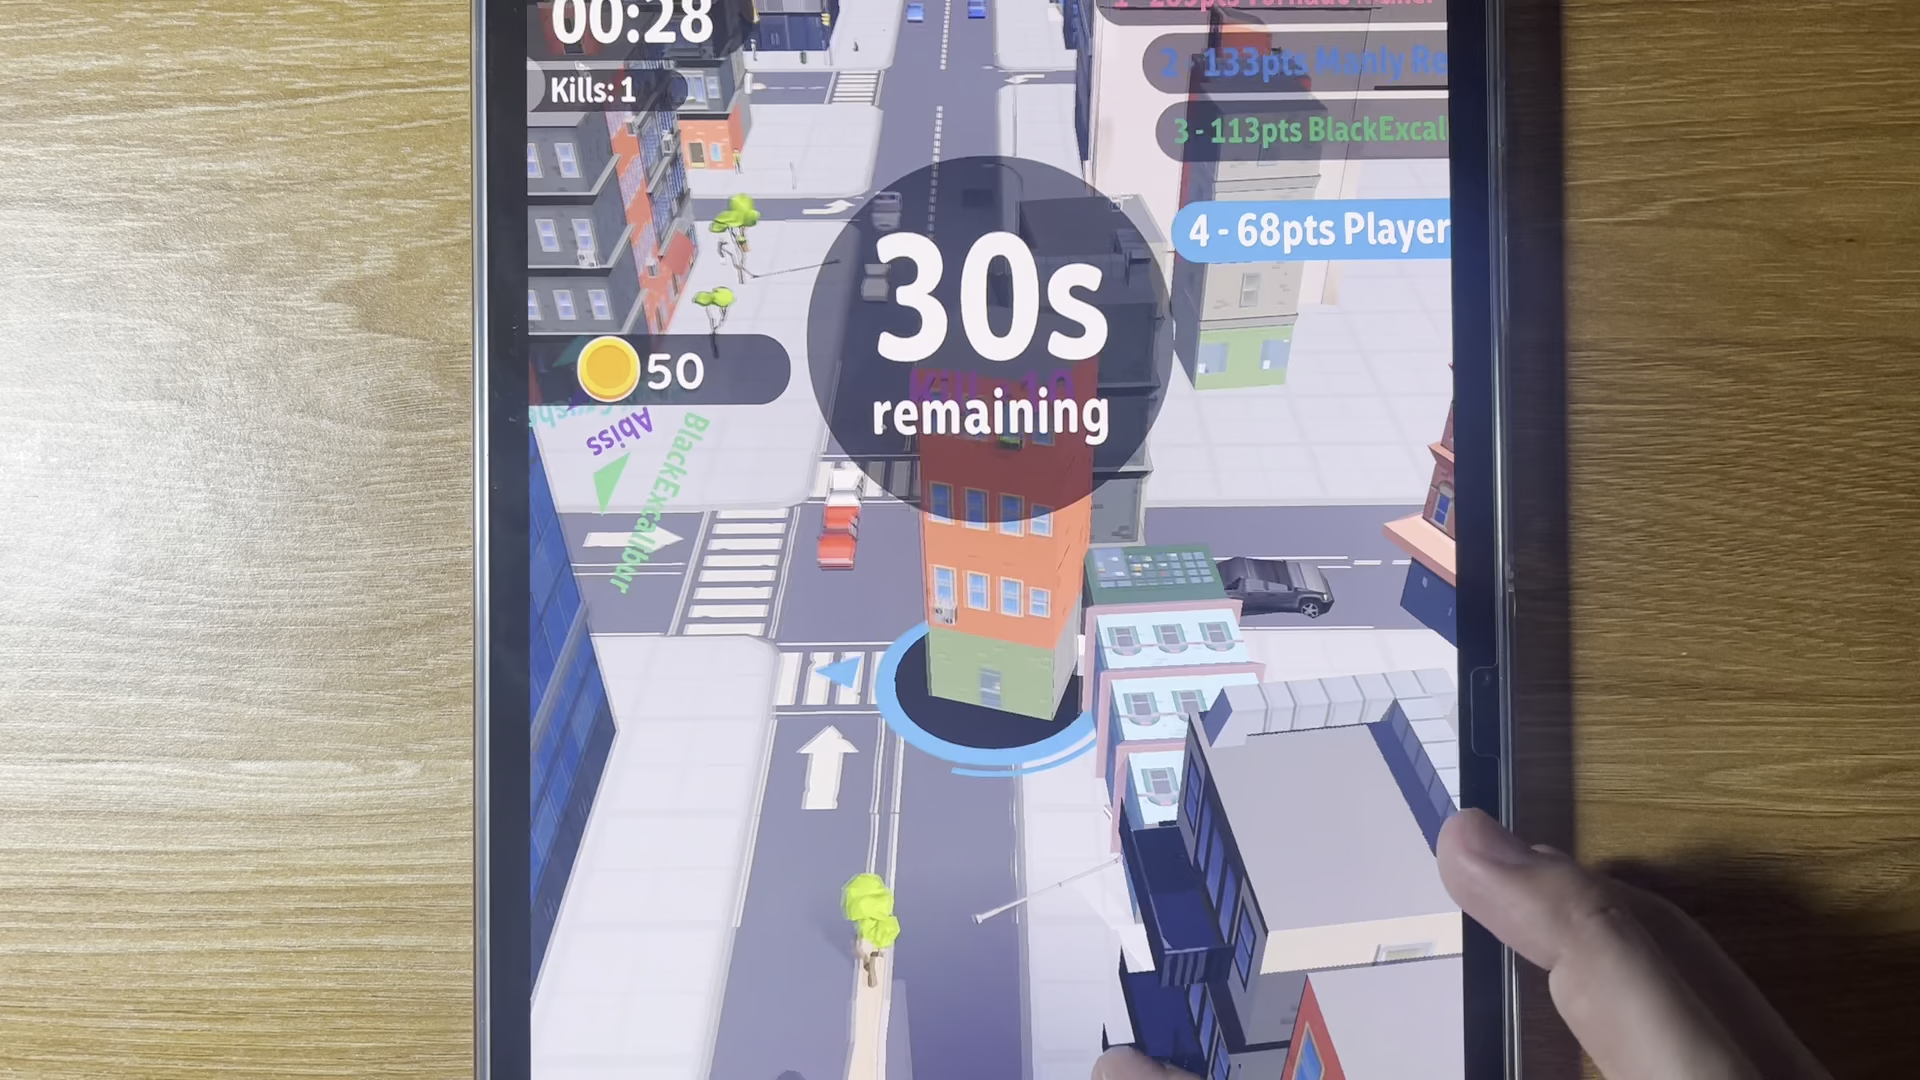 00:28
Kills: 1
2 - 133pts Manly Re
3 - 113pts BlackExcal
4 - 68pts Player
30s
remaining
50
Abiss
BlackExcalibur